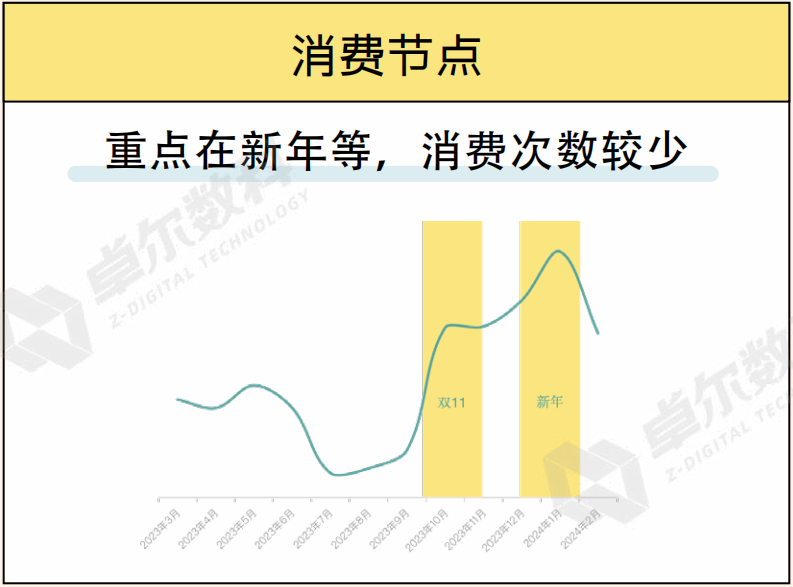 消费节点
重点在新年等，消费次数较少
卓尔数科
Z-DIGITAL TECHNOLOGY
双11
新年
卓尔数
Z-DIGITAL TEC
2023年3月
2023年4月
2023年5月
2023年6月
2023年7月
2023年8月
2023年9月
2023年10月
2023年11月
2023年12月
2024年1月
2024年2月